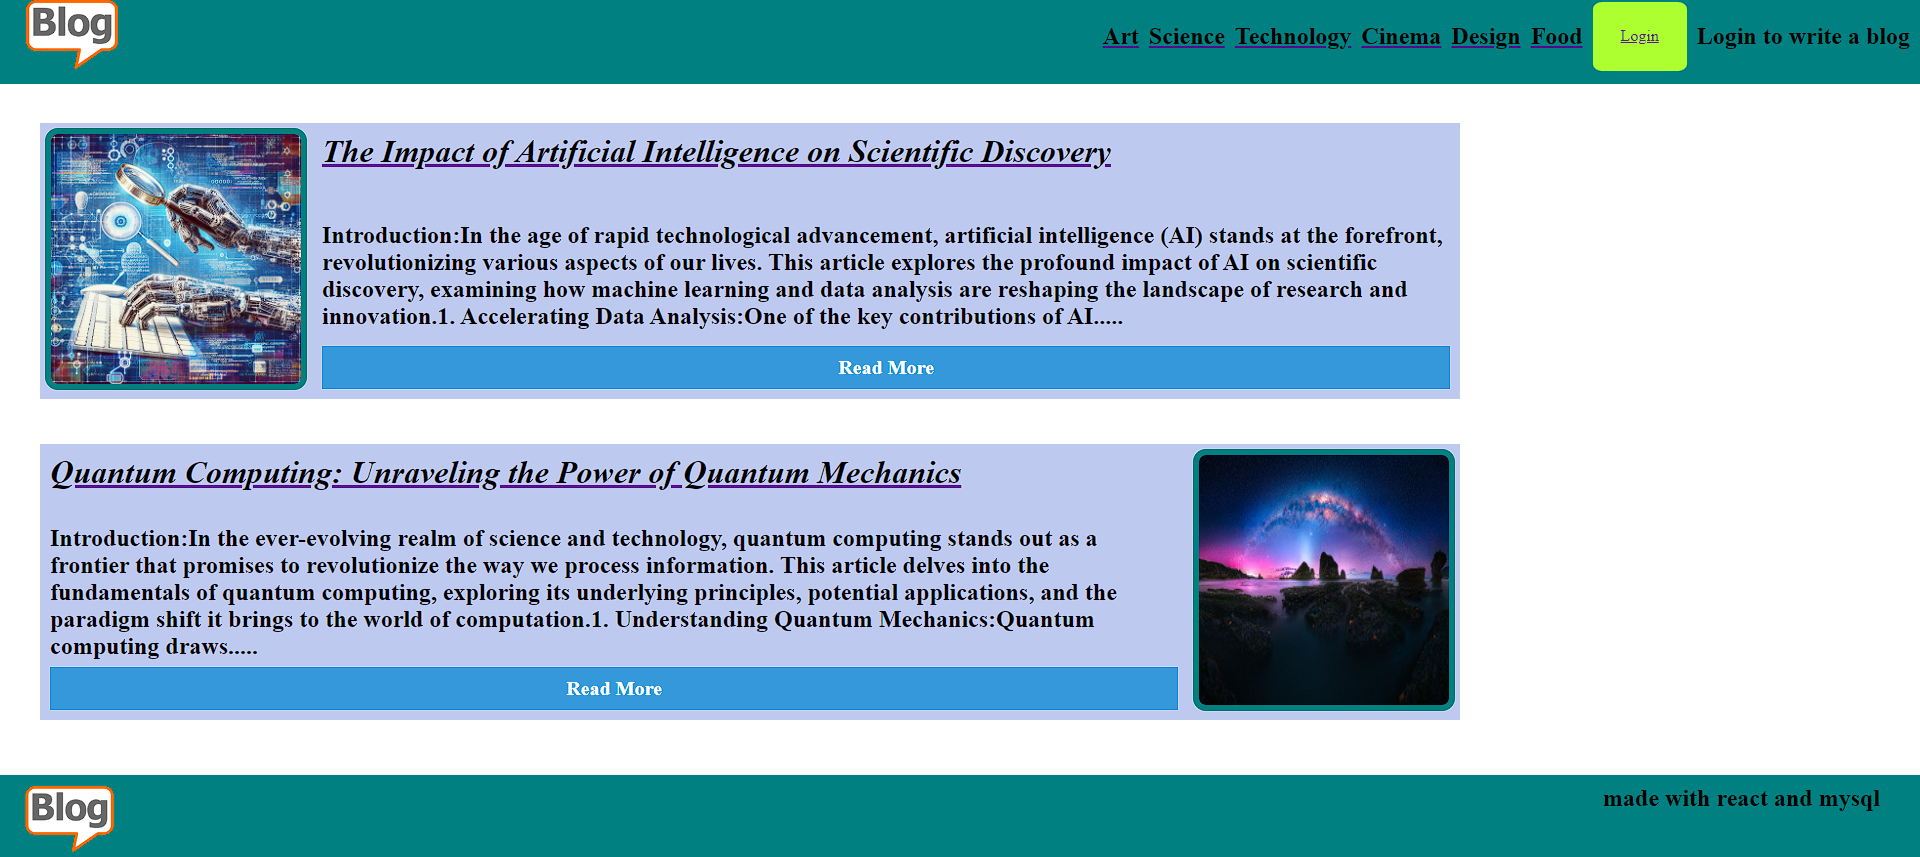 Blog
Art Science Technology Cinema Design Food Login Login to write a blog
The Impact of Artificial Intelligence on Scientific Discovery
Introduction:In the age of rapid technological advancement, artificial intelligence (AI) stands at the forefront,
revolutionizing various aspects of our lives. This article explores the profound impact of AI on scientific
discovery, examining how machine learning and data analysis are reshaping the landscape of research and
innovation.1. Accelerating Data Analysis:One of the key contributions of AI.....
Read More
Quantum Computing: Unraveling the Power of Quantum Mechanics
Introduction:In the ever-evolving realm of science and technology, quantum computing stands out as a
frontier that promises to revolutionize the way we process information. This article delves into the
fundamentals of quantum computing, exploring its underlying principles, potential applications, and the
paradigm shift it brings to the world of computation.1. Understanding Quantum Mechanics:Quantum
computing draws.....
Read More
Blog
made with react and mysql